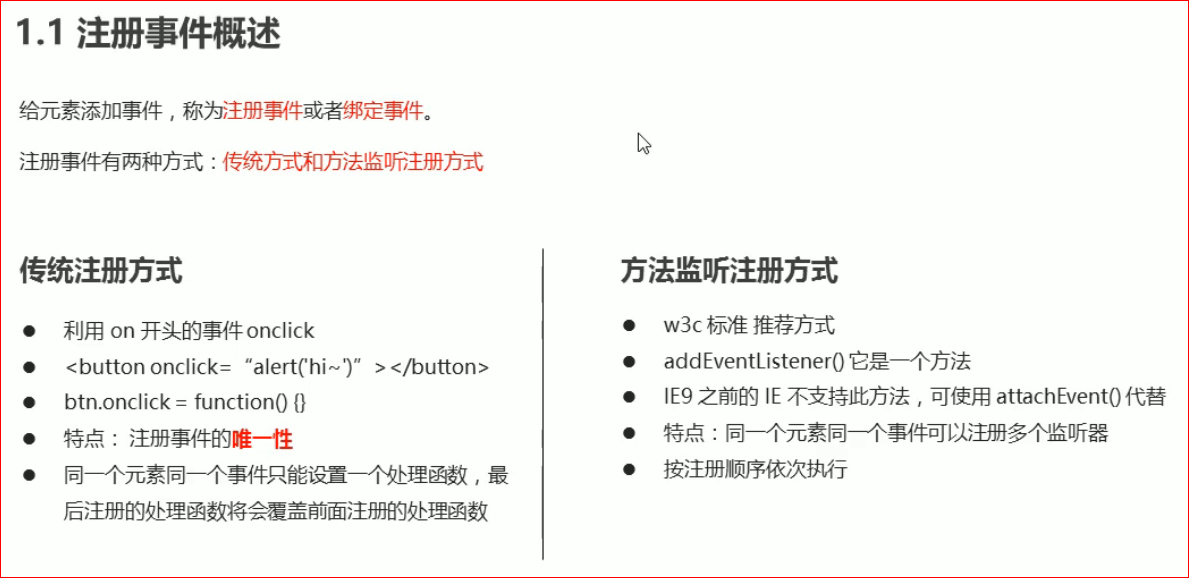 1.1 注册事件概述
给元素添加事件，称为注册事件或者绑定事件。
注册事件有两种方式：传统方式和方法监听注册方式
传统注册方式
● 利用 on 开头的事件 onclick
● <button onclick= “alert('hi~')” ></button>
● btn.onclick = function() {}
● 特点： 注册事件的唯一性
● 同一个元素同一个事件只能设置一个处理函数，最
后注册的处理函数将会覆盖前面注册的处理函数
方法监听注册方式
● w3c 标准 推荐方式
● addEventListener() 它是一个方法
● IE9 之前的 IE 不支持此方法，可使用 attachEvent() 代替
● 特点：同一个元素同一个事件可以注册多个监听器
● 按注册顺序依次执行